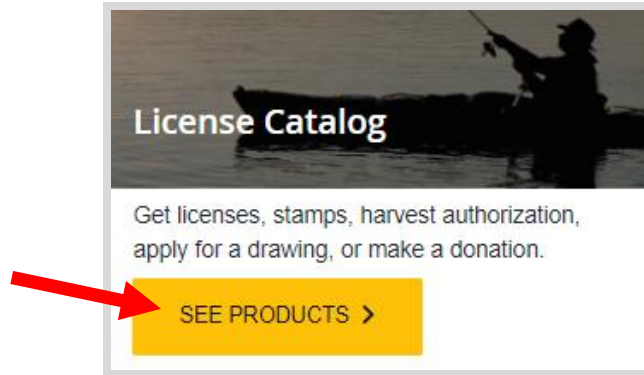 License Catalog
Get licenses, stamps, harvest authorization,
apply for a drawing, or make a donation.
SEE PRODUCTS